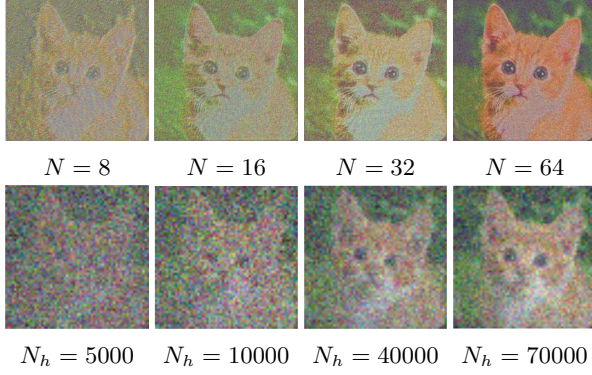 N = 8 N = 16 N = 32 N = 64
N_h = 5000 N_h = 10000 N_h = 40000 N_h = 70000